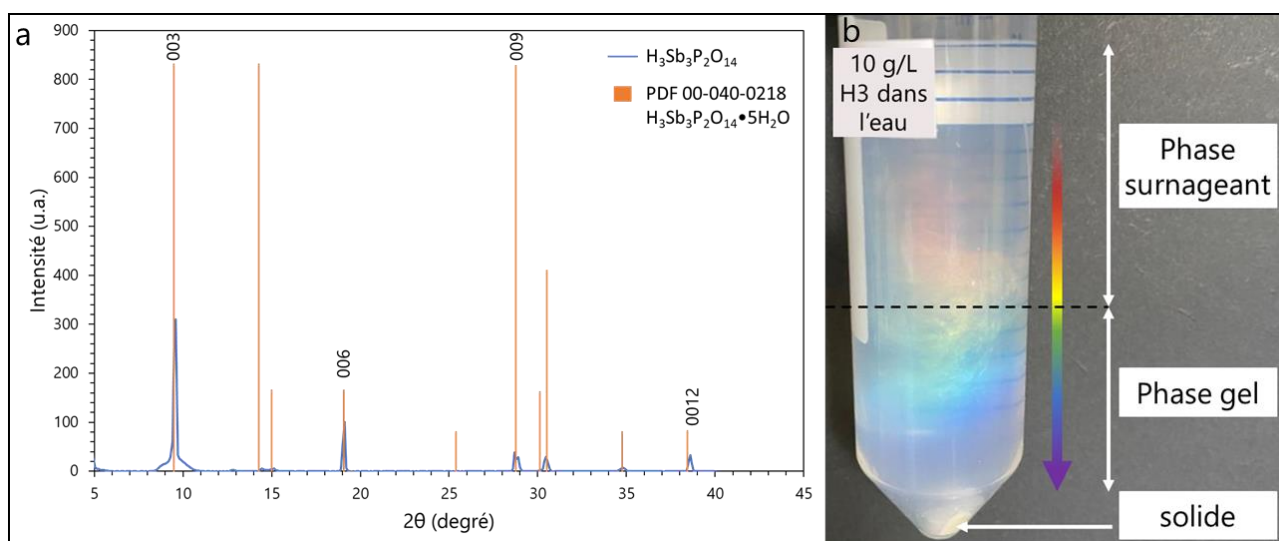 a
900
800
700
600
500
400
300
200
100
0
Intensité (u.a.)
5
10
15
20
25
30
35
40
45
2θ (degré)
003
006
009
0012
H₃Sb₃P₂O₁₄
PDF 00-040-0218
H₃Sb₃P₂O₁₄•5H₂O
b
10 g/L
H3 dans
l'eau
Phase
surnageant
Phase gel
solide